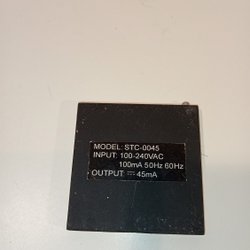 MODEL: STC-0045
INPUT: 100-240VAC
100mA 50Hz 60Hz
OUTPUT: ⎓ 45mA